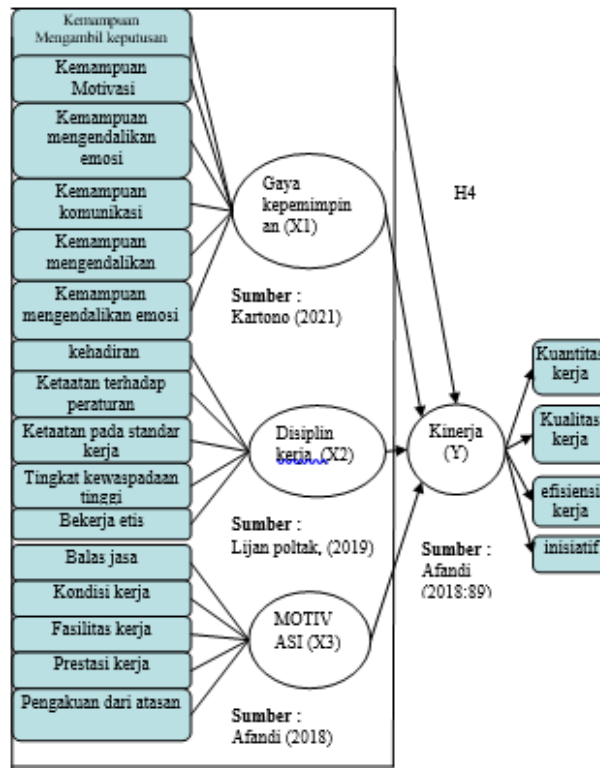 Kemampuan
Mengambil keputusan
Kemampuan
Motivasi
Kemampuan
mengendalikan
emosi
Kemampuan
komunikasi
Kemampuan
mengendalikan
Kemampuan
mengendalikan emosi
kehadiran
Ketaatan terhadap
peraturan
Ketaatan pada standar
kerja
Tingkat kewaspadaan
tinggi
Bekerja etis
Balas jasa
Kondisi kerja
Fasilitas kerja
Prestasi kerja
Pengakuan dari atasan
Gaya
kepemimpin
an (X1)
Sumber :
Kartono (2021)
Disiplin
kerja (X2)
Sumber :
Lijan poltak, (2019)
MOTIV
ASI (X3)
Sumber :
Afandi (2018)
H4
Kinerja
(Y)
Sumber :
Afandi
(2018:89)
Kuantitas
kerja
Kualitas
kerja
efisiensi
kerja
inisiatif